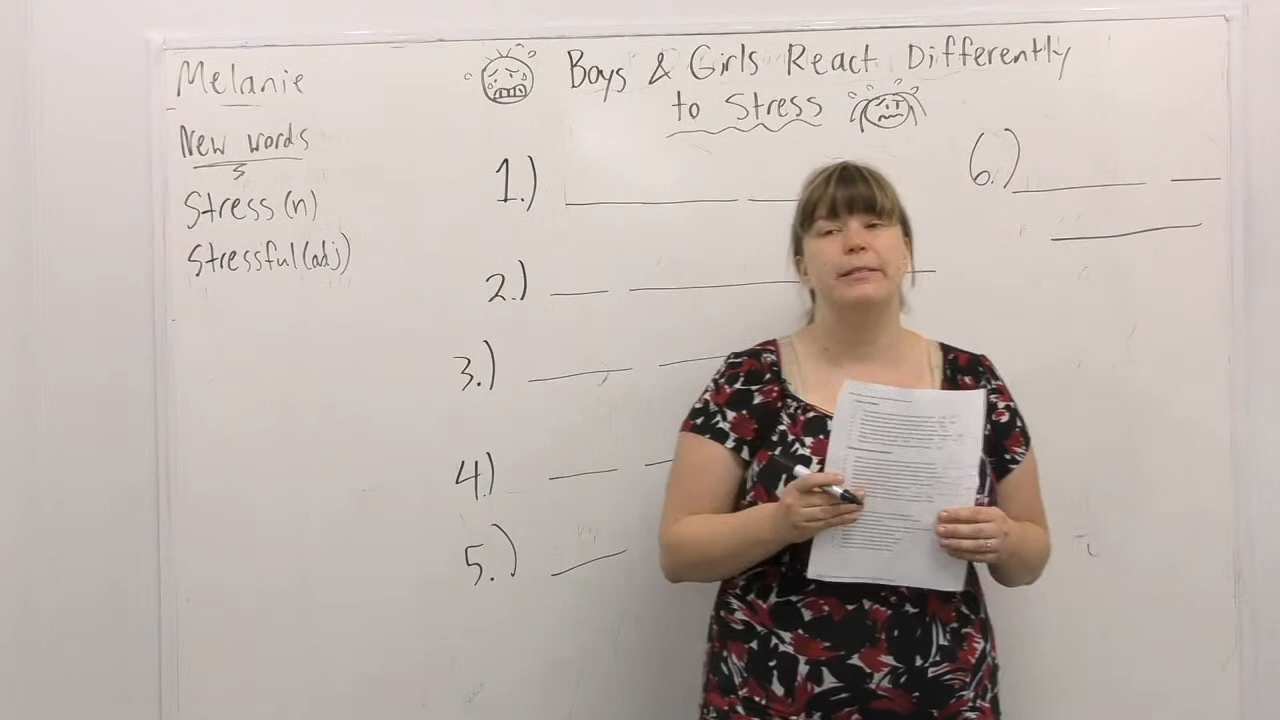 Melanie
New words
Stress (n)
Stressful (adj)
Boys & Girls React Differently
to Stress
1.)
2.)
3.)
4.)
5.)
6.)